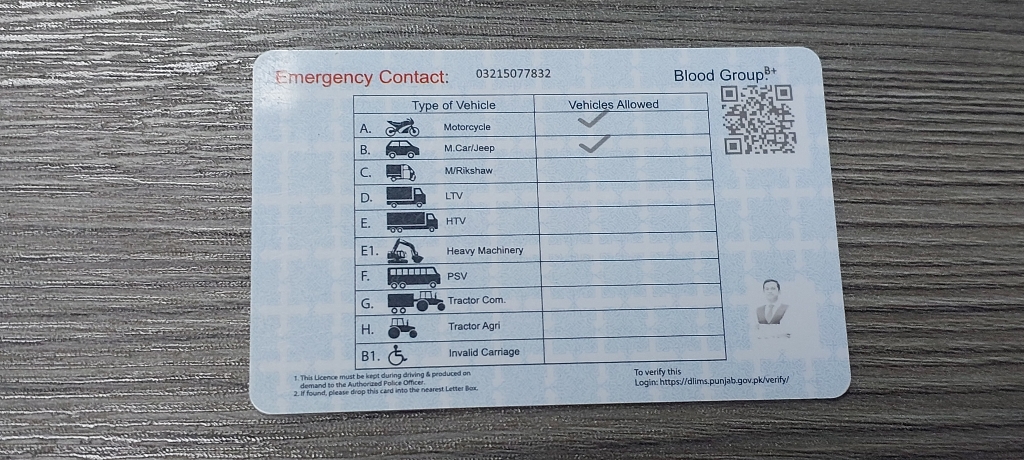 Emergency Contact: 03215077832 Blood Group: B+
Type of Vehicle Vehicles Allowed
A. Motorcycle ✓
B. M.Car/Jeep ✓
C. M/Rikshaw
D. LTV
E. HTV
E1. Heavy Machinery
F. PSV
G. Tractor Com.
H. Tractor Agri
B1. Invalid Carriage
1. This Licence must be kept during driving & produced on
demand to the Authorized Police Officer.
2. If found, please drop this card into the nearest Letter Box.
To verify this
Login: https://dlims.punjab.gov.pk/verify/